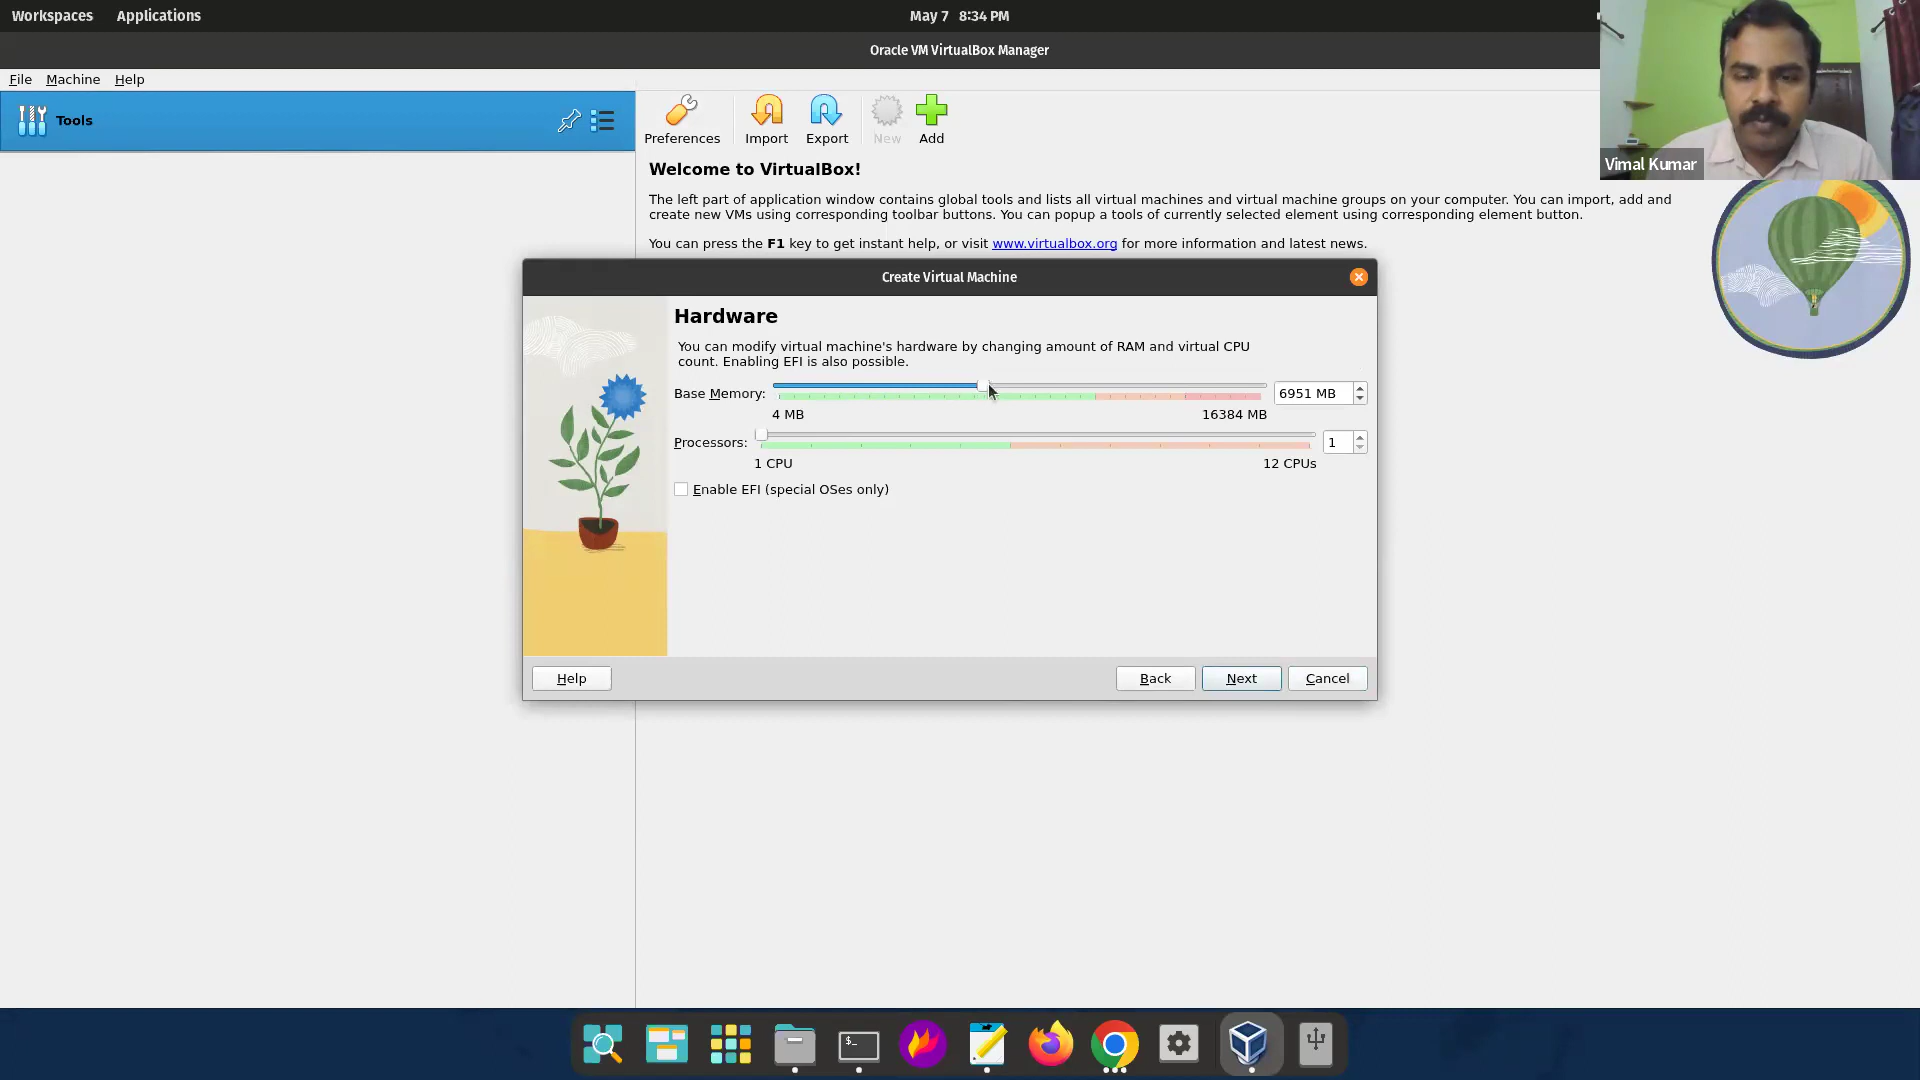 Workspaces
Applications
May 7 8:34 PM
Oracle VM VirtualBox Manager
File Machine Help
Tools
Preferences
Import
Export
New
Add
Vimal Kumar
Welcome to VirtualBox!
The left part of application window contains global tools and lists all virtual machines and virtual machine groups on your computer. You can import, add and
create new VMs using corresponding toolbar buttons. You can popup a tools of currently selected element using corresponding element button.
You can press the F1 key to get instant help, or visit www.virtualbox.org for more information and latest news.
Create Virtual Machine
Hardware
You can modify virtual machine's hardware by changing amount of RAM and virtual CPU
count. Enabling EFI is also possible.
Base Memory:
6951 MB
4 MB
16384 MB
Processors:
1
1 CPU
12 CPUs
Enable EFI (special OSes only)
Help
Back
Next
Cancel
$_